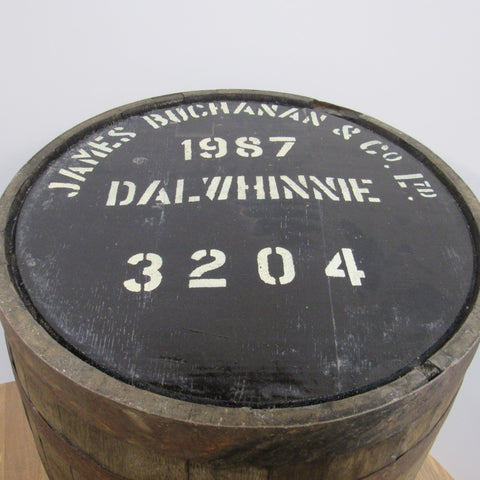 JAMES BUCHANAN & Co. LTD.
1987
DALWHINNIE
3204